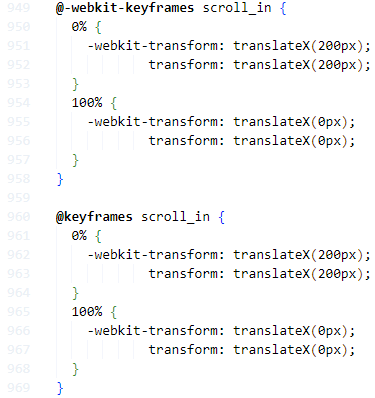 949 @-webkit-keyframes scroll_in {
950 0% {
951 -webkit-transform: translateX(200px);
952 transform: translateX(200px);
953 }
954 100% {
955 -webkit-transform: translateX(0px);
956 transform: translateX(0px);
957 }
958 }
959
960 @keyframes scroll_in {
961 0% {
962 -webkit-transform: translateX(200px);
963 transform: translateX(200px);
964 }
965 100% {
966 -webkit-transform: translateX(0px);
967 transform: translateX(0px);
968 }
969 }